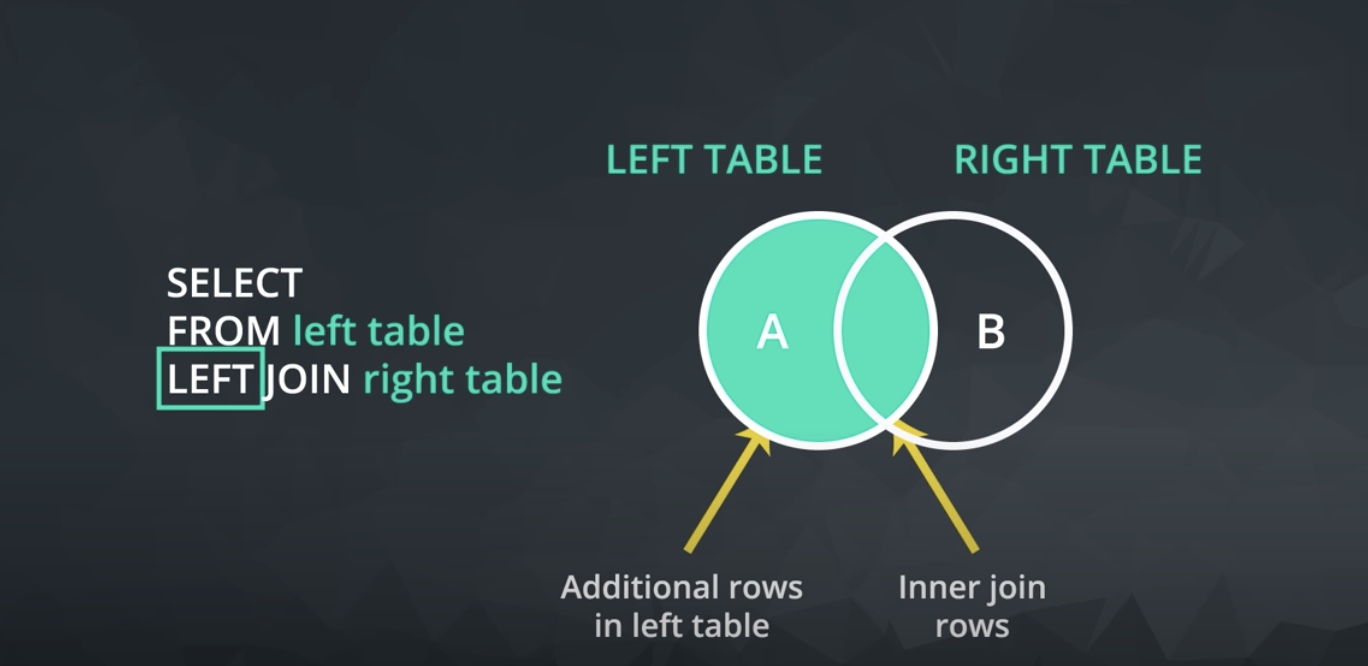 LEFT TABLE
RIGHT TABLE
SELECT
FROM left table
LEFT JOIN right table
A
B
Additional rows
in left table
Inner join
rows